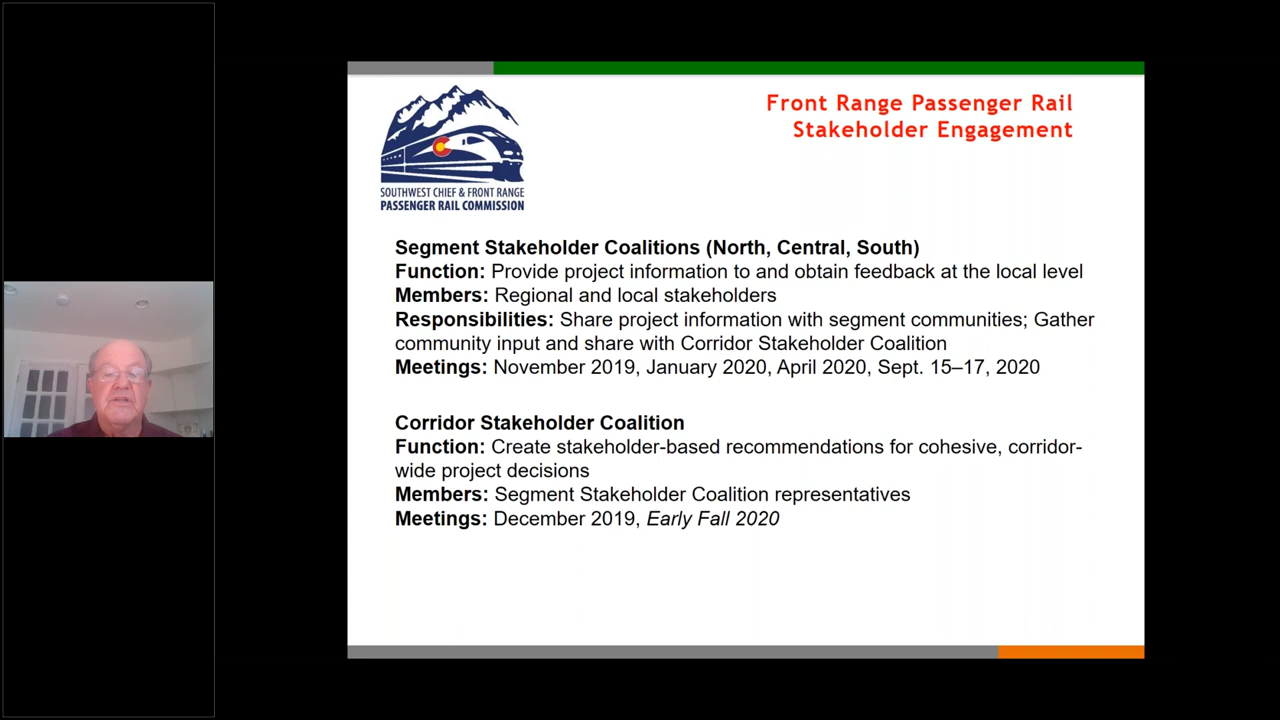 Front Range Passenger Rail
Stakeholder Engagement
SOUTHWEST CHIEF & FRONT RANGE
PASSENGER RAIL COMMISSION
Segment Stakeholder Coalitions (North, Central, South)
Function: Provide project information to and obtain feedback at the local level
Members: Regional and local stakeholders
Responsibilities: Share project information with segment communities; Gather
community input and share with Corridor Stakeholder Coalition
Meetings: November 2019, January 2020, April 2020, Sept. 15–17, 2020
Corridor Stakeholder Coalition
Function: Create stakeholder-based recommendations for cohesive, corridor-
wide project decisions
Members: Segment Stakeholder Coalition representatives
Meetings: December 2019, Early Fall 2020